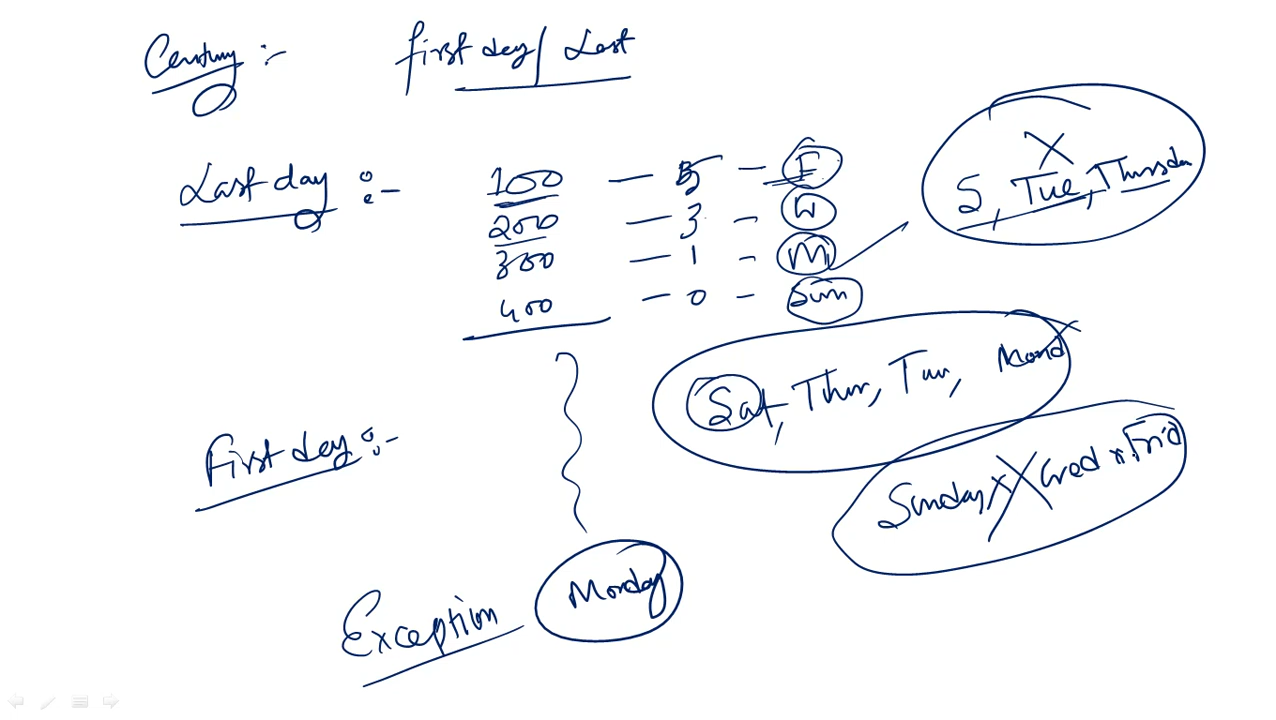 Century :- first day/ Last
Last day :- 100 — 5 — F
200 — 3 — W
300 — 1 — M
400 — 0 — Sun
X
S, Tue, Thursda
Sat, Thur, Tue, Mond
First day :-
Sunday, x X wed x, Frid
Exception Monday